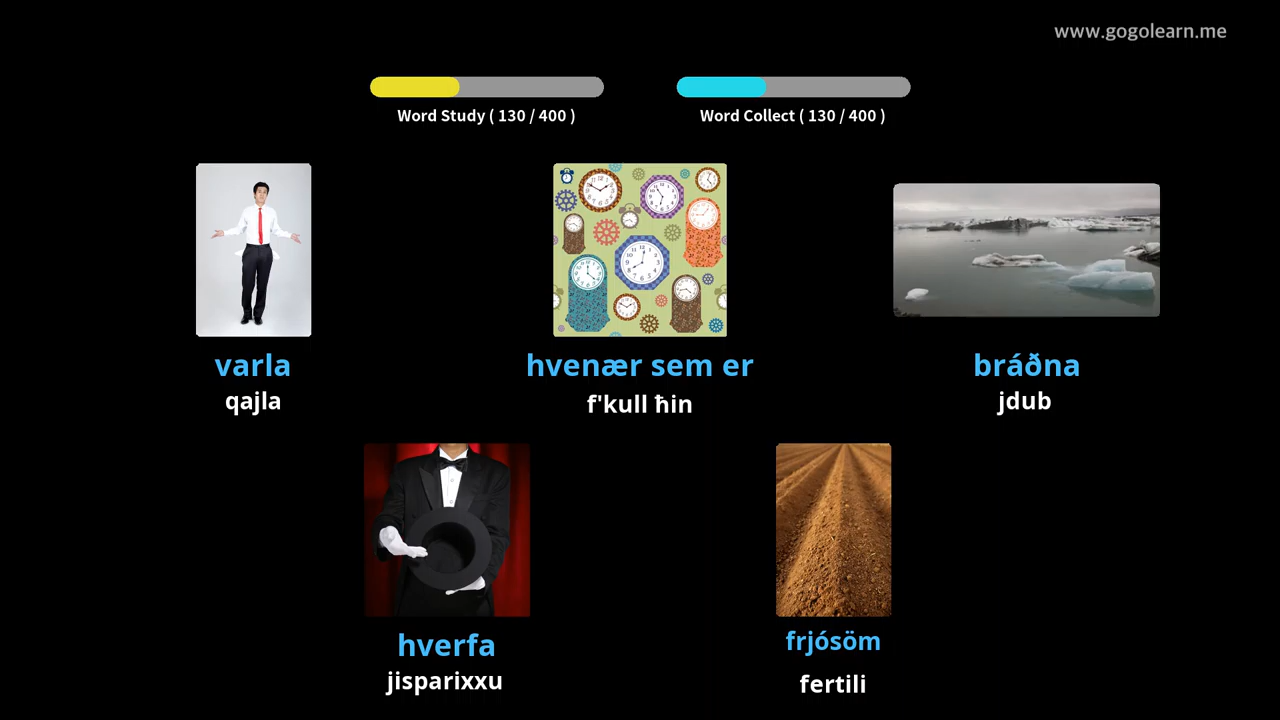 www.gogolearn.me
Word Study ( 130 / 400 )
Word Collect ( 130 / 400 )
varla
qajla
hvenær sem er
f'kull ħin
bráðna
jdub
hverfa
jisparixxu
frjósöm
fertili